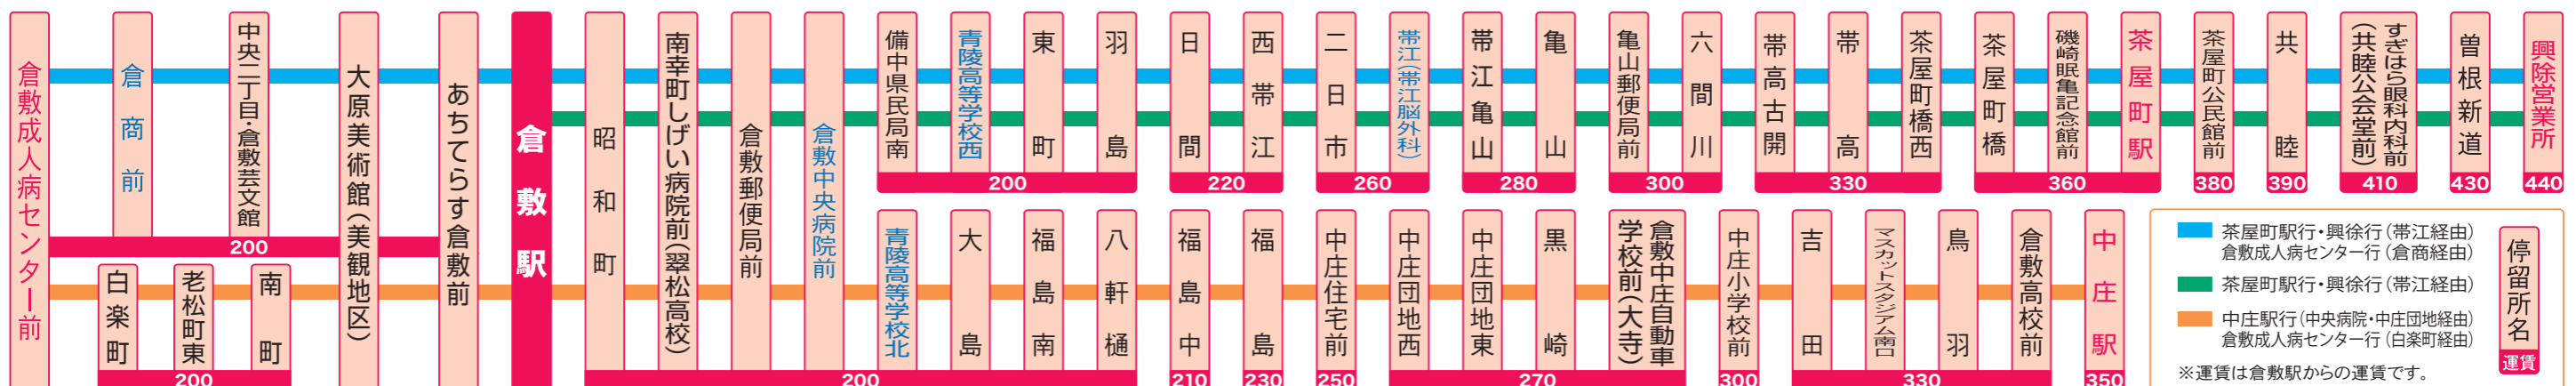 倉敷成人病センター前
倉商前
中央二丁目・倉敷芸文館
大原美術館(美観地区)
あちてらす倉敷前
倉敷駅
昭和町
南幸町しげい病院前(翠松高校)
倉敷郵便局前
倉敷中央病院前
備中県民局南
青陵高等学校西
東町
羽島
日間
西帯江
二日市
帯江(帯江脳外科)
帯江亀山
亀山
亀山郵便局前
六間川
帯高古開
帯高
茶屋町橋西
茶屋町橋
磯崎眠亀記念館前
茶屋町駅
茶屋町公民館前
共睦
すぎはら眼科内科前
(共睦公会堂前)
曽根新道
興除営業所
200
220
260
280
300
330
360
380
390
410
430
440
200
白楽町
老松町東
南町
200
青陵高等学校北
大島
福島南
八軒樋
福島中
福島
中庄住宅前
中庄団地西
中庄団地東
黒崎
倉敷中庄自動車
学校前(大寺)
中庄小学校前
吉田
マスカットスタジアム南口
鳥羽
倉敷高校前
中庄駅
200
210
230
250
270
300
330
350
茶屋町駅行・興徐行(帯江経由)
倉敷成人病センター行(倉商経由)
茶屋町駅行・興徐行(帯江経由)
中庄駅行(中央病院・中庄団地経由)
倉敷成人病センター行(白楽町経由)
※運賃は倉敷駅からの運賃です。
停留所名
運賃